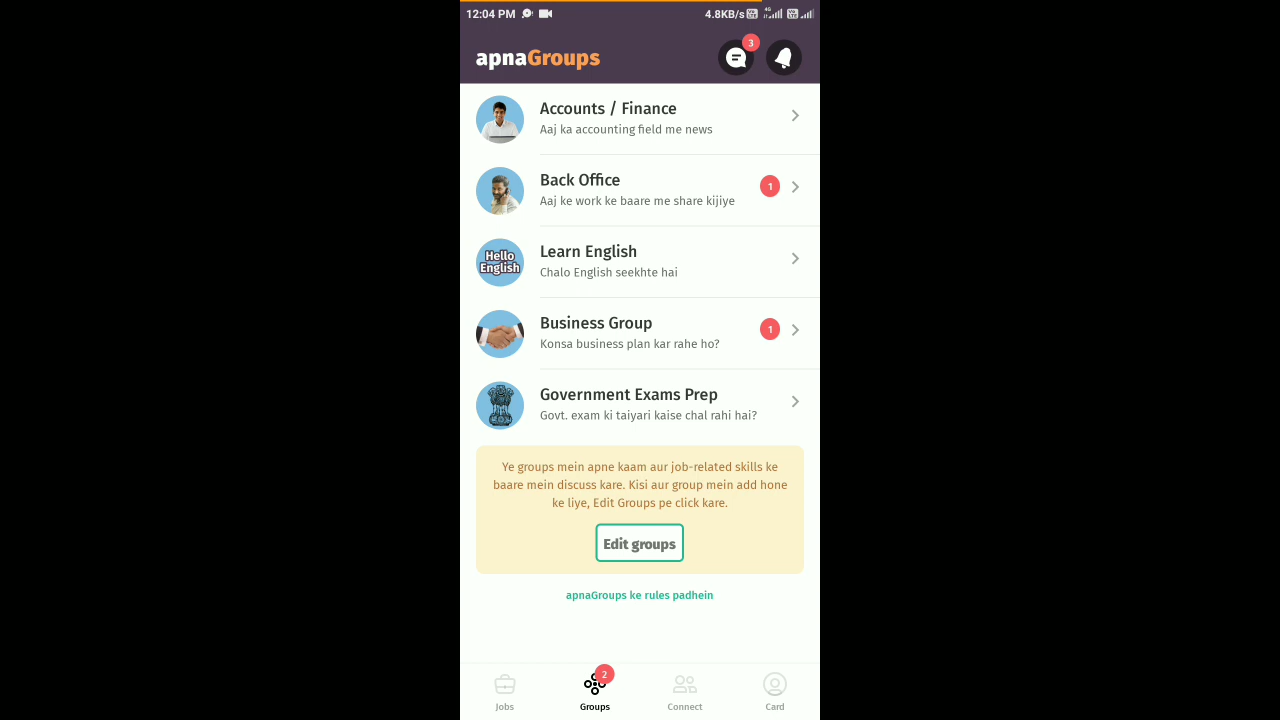 12:04 PM 4.8KB/s
apnaGroups
3
Accounts / Finance
Aaj ka accounting field me news
Back Office
Aaj ke work ke baare me share kijiye
1
Hello
English
Learn English
Chalo English seekhte hai
Business Group
Konsa business plan kar rahe ho?
1
Government Exams Prep
Govt. exam ki taiyari kaise chal rahi hai?
Ye groups mein apne kaam aur job-related skills ke
baare mein discuss kare. Kisi aur group mein add hone
ke liye, Edit Groups pe click kare.
Edit groups
apnaGroups ke rules padhein
2
Jobs Groups Connect Card